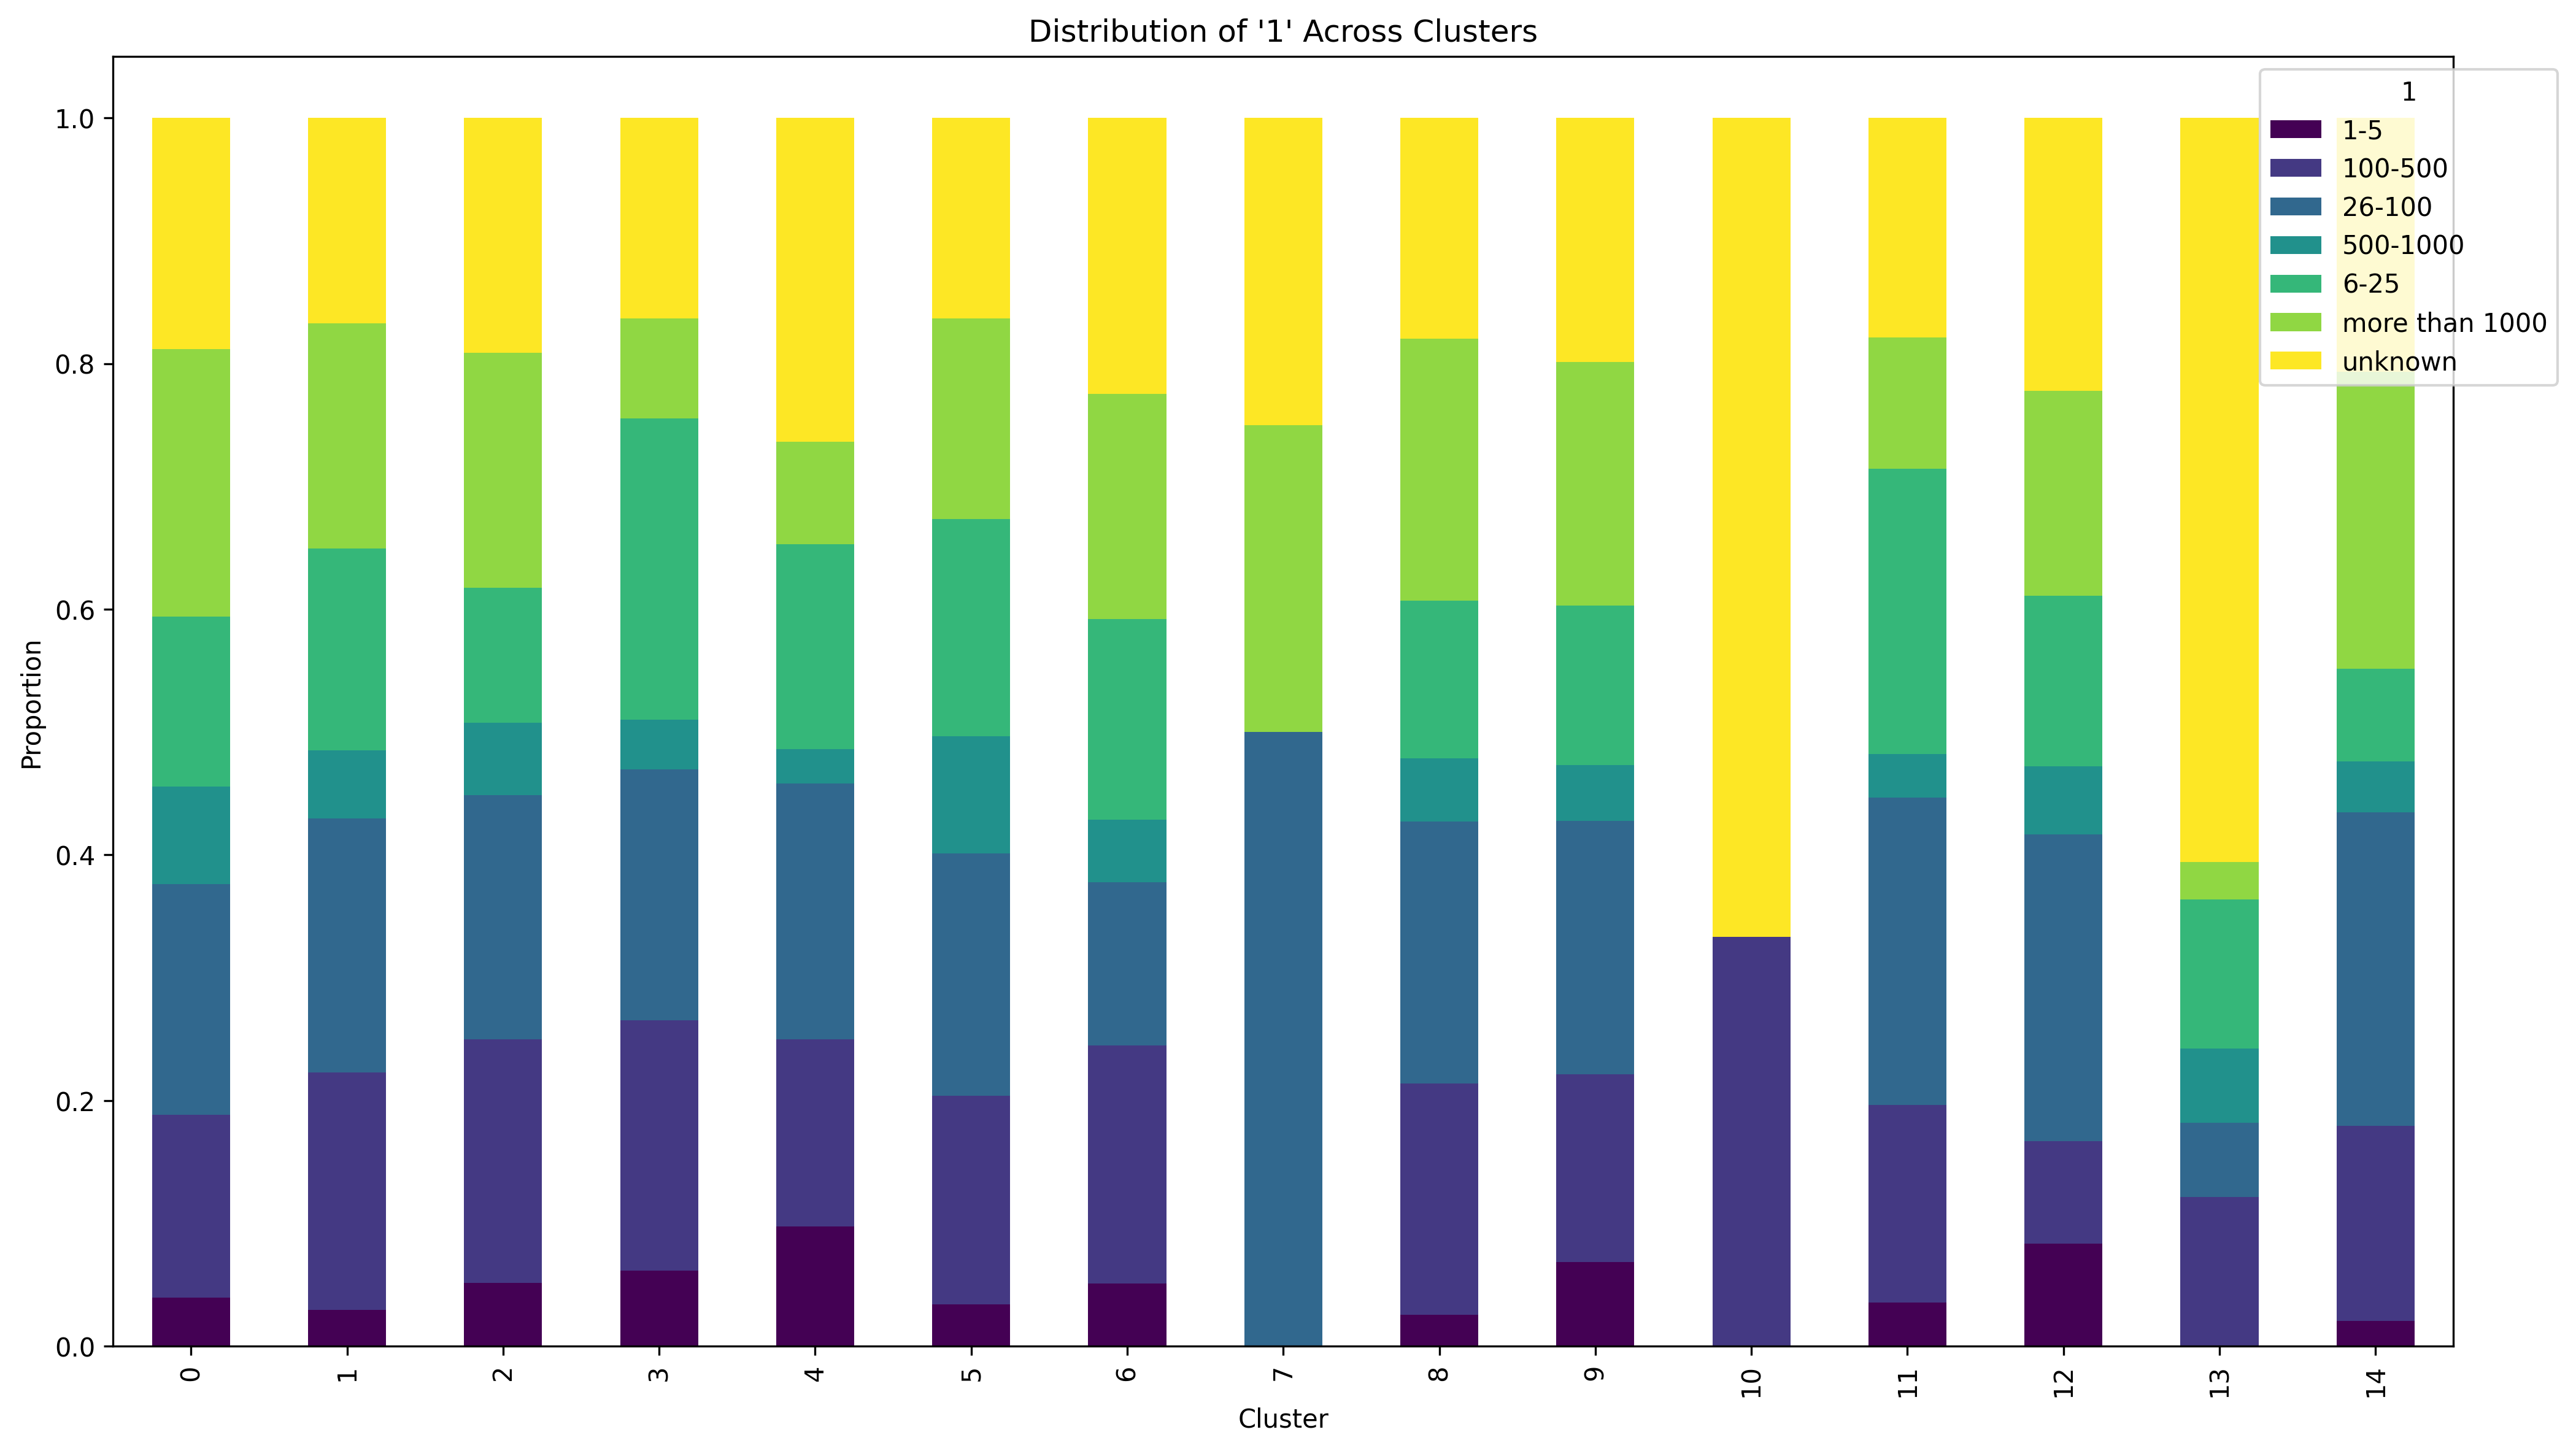 Distribution of '1' Across Clusters
1
1-5
100-500
26-100
500-1000
6-25
more than 1000
unknown
1.0
0.8
0.6
0.4
0.2
0.0
Proportion
0 1 2 3 4 5 6 7 8 9 10 11 12 13 14
Cluster